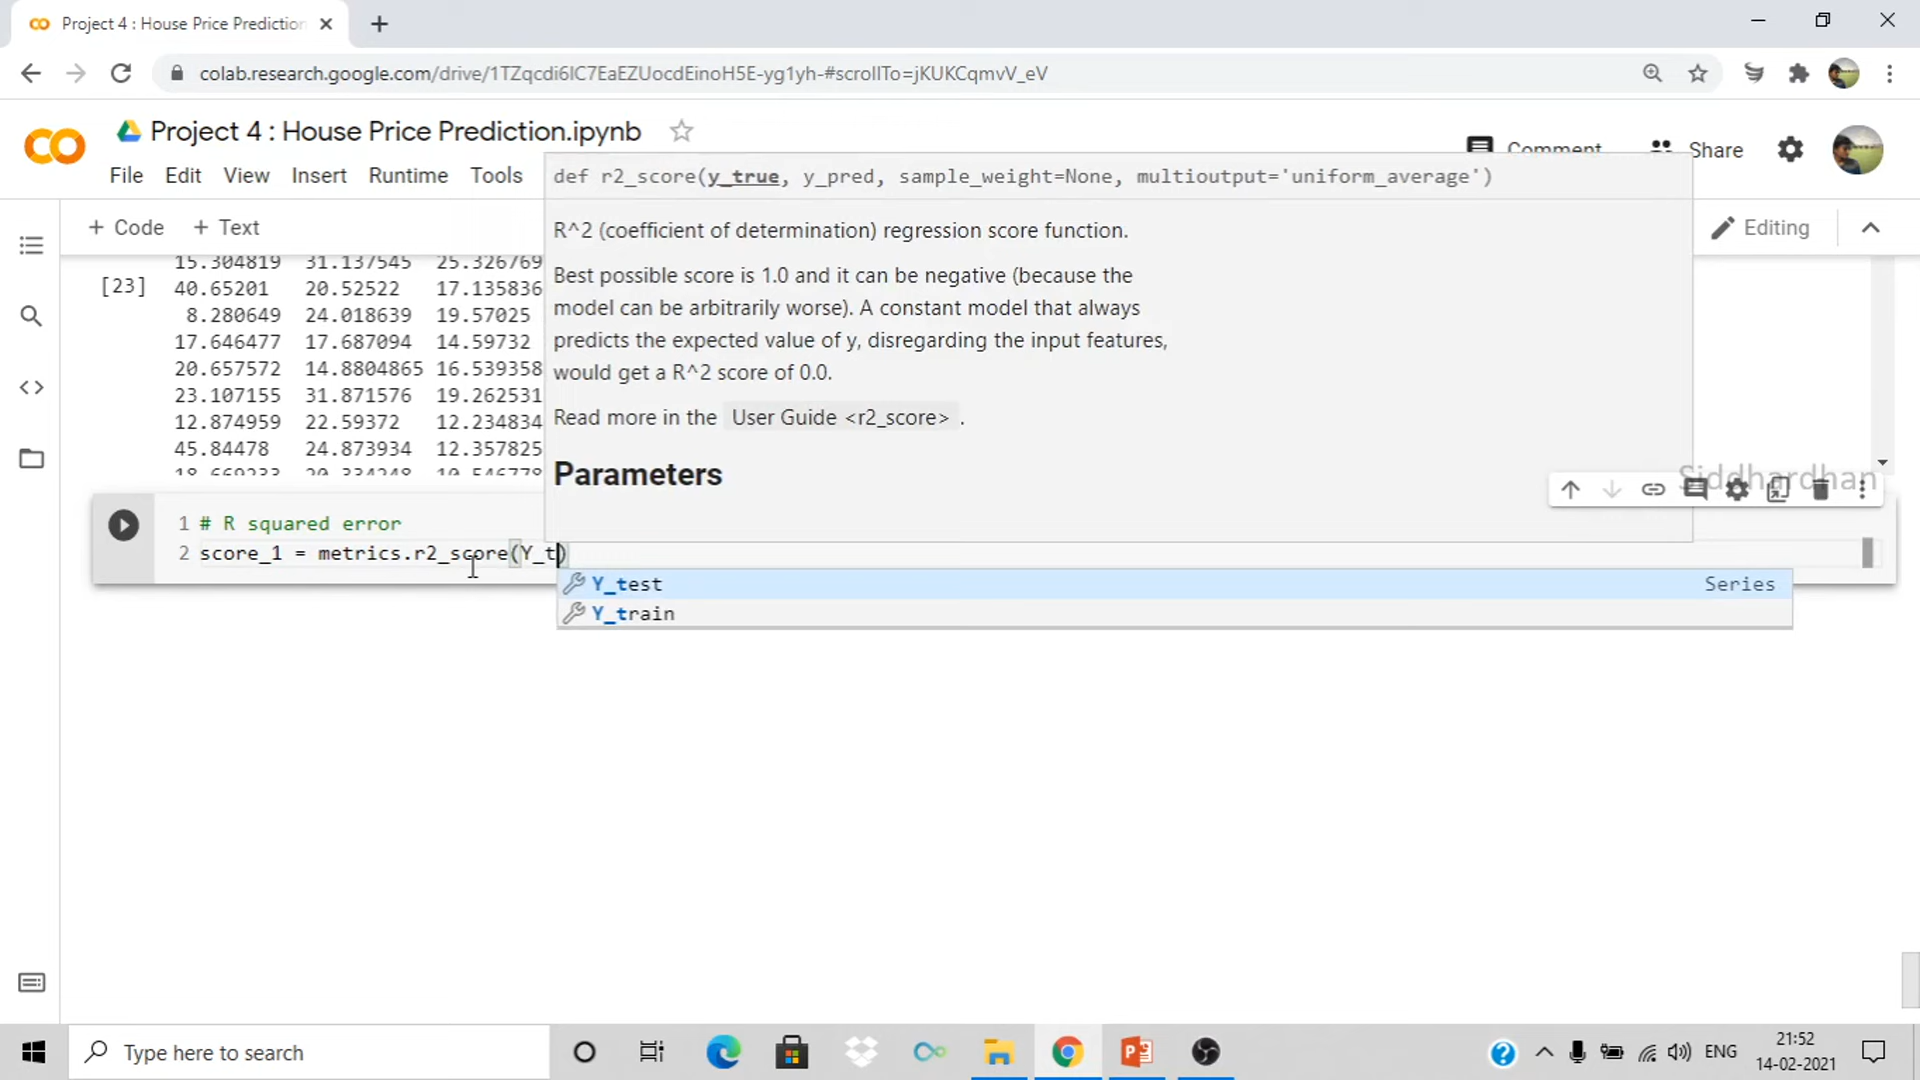 Project 4 : House Price Prediction
colab.research.google.com/drive/1TZqcdi6IC7EaEZUocdEinoH5E-yg1yh-#scrollTo=jKUKCqmvV_eV
Project 4 : House Price Prediction.ipynb
Comment
Share
File Edit View Insert Runtime Tools
def r2_score(y_true, y_pred, sample_weight=None, multioutput='uniform_average')
+ Code + Text
Editing
R^2 (coefficient of determination) regression score function.
Best possible score is 1.0 and it can be negative (because the
model can be arbitrarily worse). A constant model that always
predicts the expected value of y, disregarding the input features,
would get a R^2 score of 0.0.
Read more in the User Guide <r2_score> .
Parameters
[23]
15.304819 31.137545 25.326769
40.65201 20.52522 17.135836
8.280649 24.018639 19.57025
17.646477 17.687094 14.59732
20.657572 14.8804865 16.539358
23.107155 31.871576 19.262531
12.874959 22.59372 12.234834
45.84478 24.873934 12.357825
18.669233 20.334248 10.546778
Siddhardhan
1 # R squared error
2 score_1 = metrics.r2_score(Y_t)
Y_test Series
Y_train
Type here to search
ENG
21:52
14-02-2021